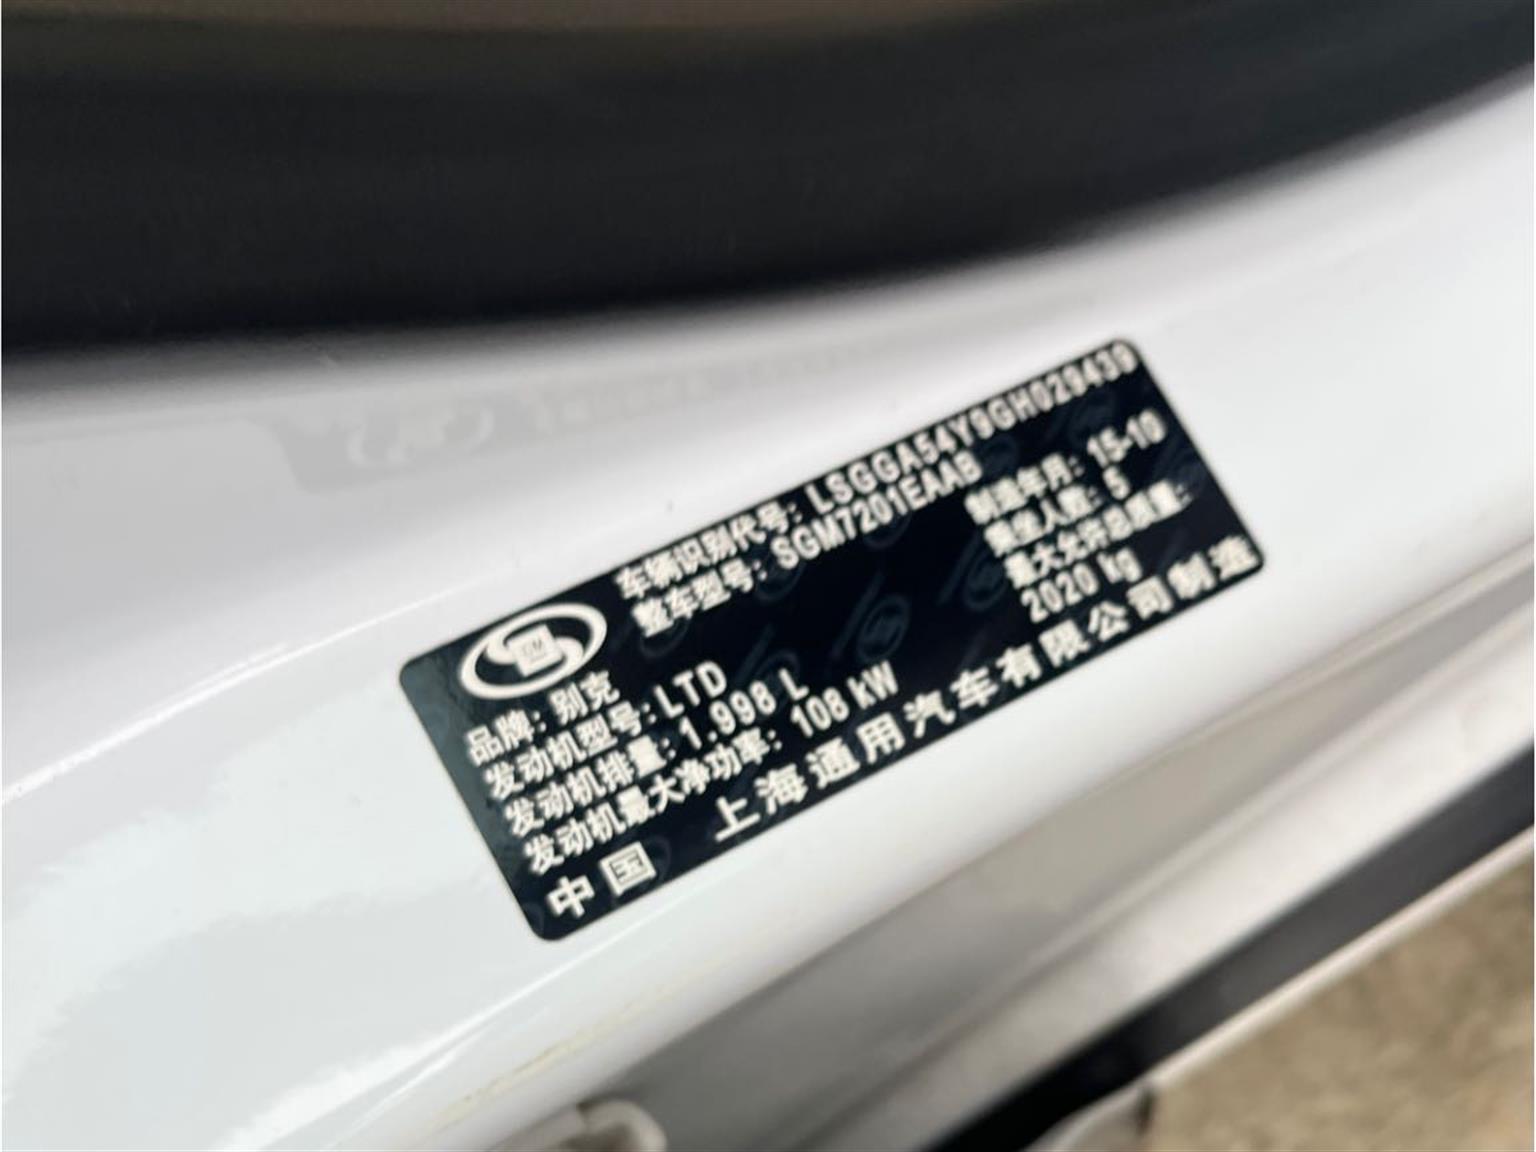 车辆识别代号: LSGGA54Y9GH029439
整车型号: SGM7201EAAB
制造年月: 15-10
乘坐人数: 5
最大允许总质量:
2020 kg
GM
品牌: 别克
发动机型号: LTD
发动机排量: 1.998 L
发动机最大净功率: 108 kW
中国 上海通用汽车有限公司制造